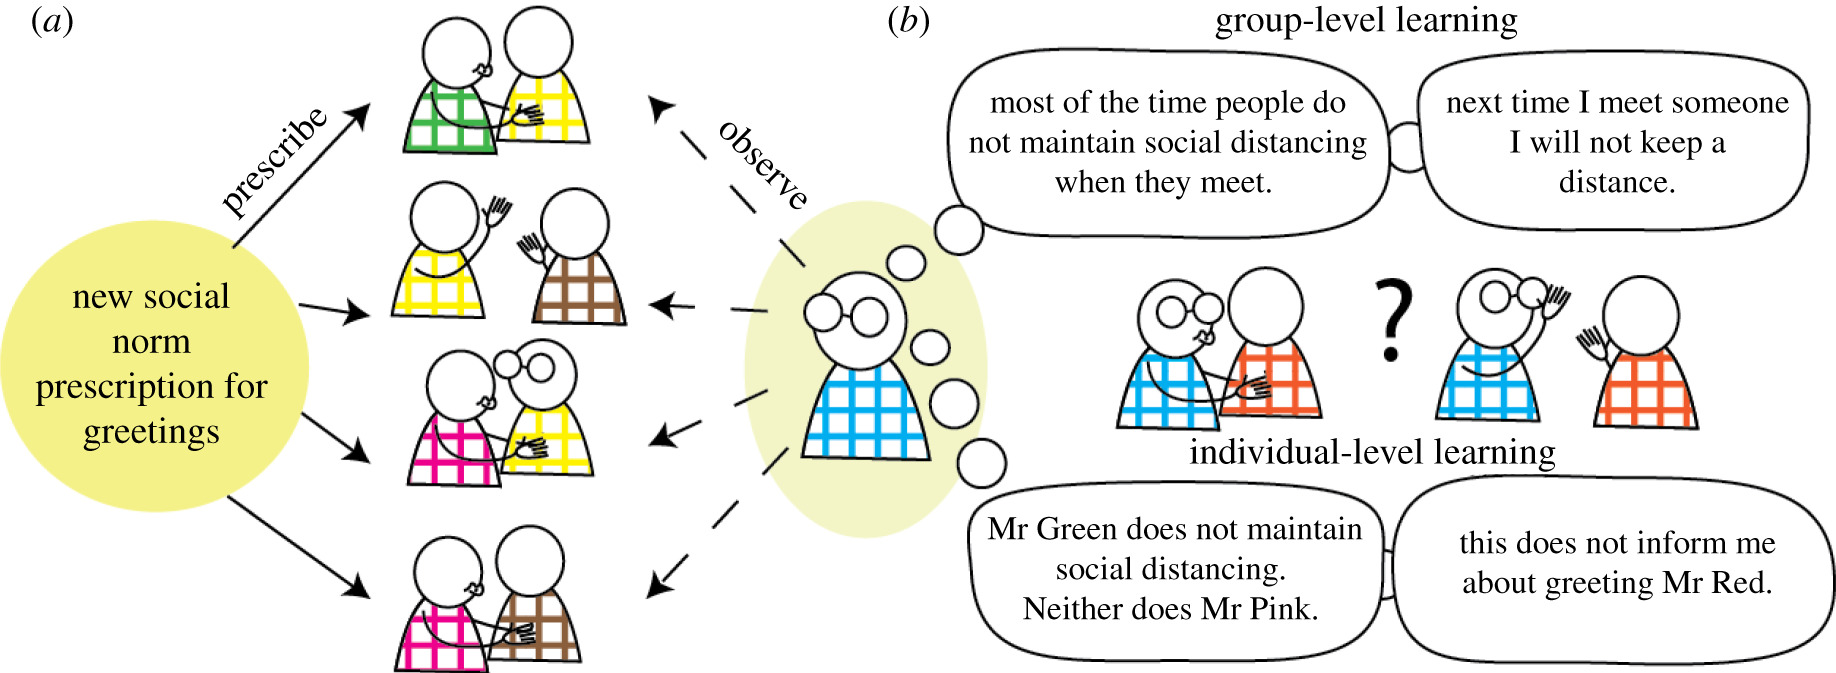 (a)
prescribe
new social
norm
prescription for
greetings
observe
(b)
group-level learning
most of the time people do
not maintain social distancing
when they meet.
next time I meet someone
I will not keep a
distance.
?
individual-level learning
Mr Green does not maintain
social distancing.
Neither does Mr Pink.
this does not inform me
about greeting Mr Red.